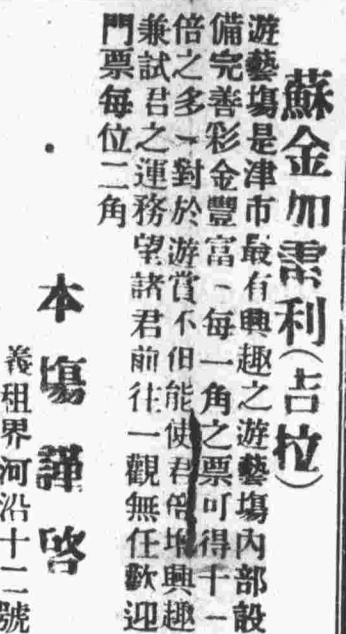 蘇金加雷利(吉拉)
遊藝場是津市最有興趣之遊藝塲內部設
備完善彩金豐富、每一角之票可得十一
倍之多、對於遊賞不但能使君倍增興趣
兼試君之運務望諸君前往一觀無任歡迎
門票每位二角
本塲謹啓
義租界河沿十二號